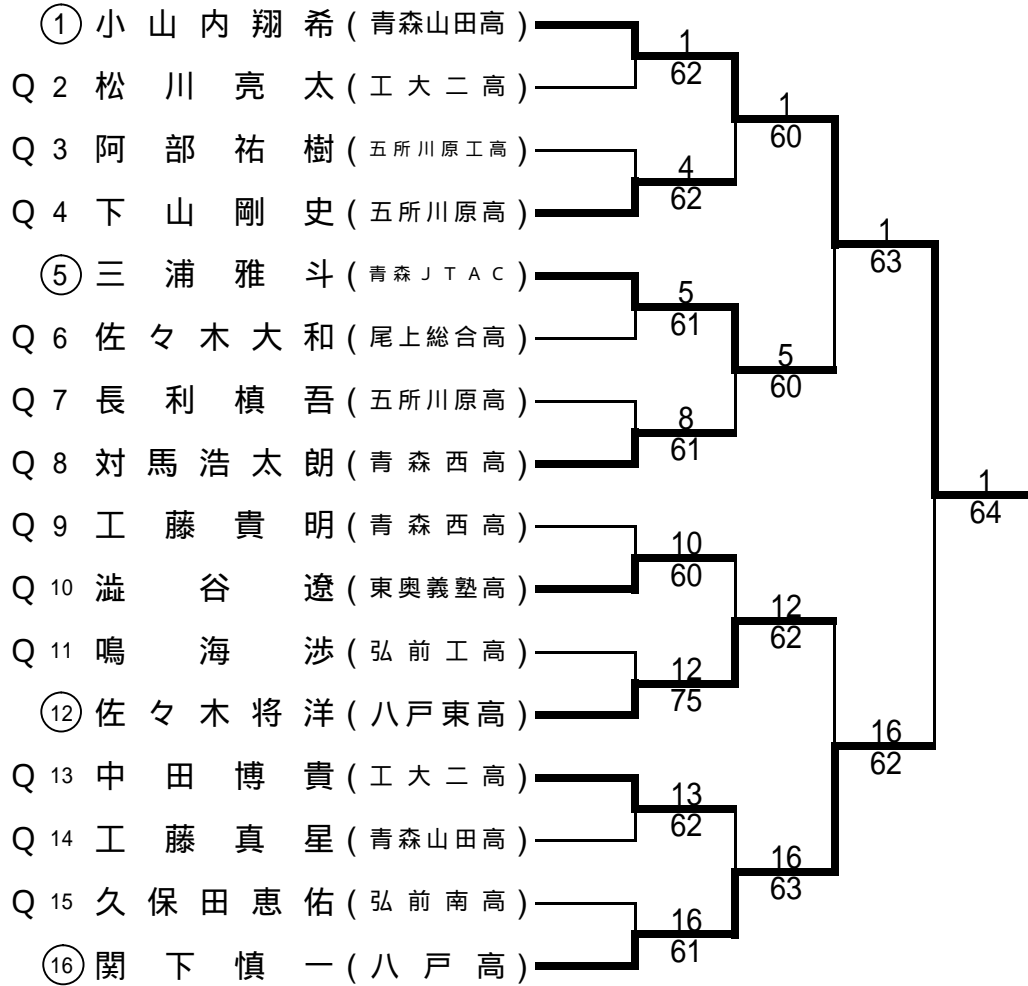 ① 小山内翔希 (青森山田高)
1
62
Q 2 松川亮太 (工大二高)
1
60
Q 3 阿部祐樹 (五所川原工高)
4
62
Q 4 下山剛史 (五所川原高)
1
63
⑤ 三浦雅斗 (青森JTAC)
5
61
Q 6 佐々木大和 (尾上総合高)
5
60
Q 7 長利槙吾 (五所川原高)
8
61
Q 8 対馬浩太朗 (青森西高)
1
64
Q 9 工藤貴明 (青森西高)
10
60
Q 10 澁谷遼 (東奥義塾高)
12
62
Q 11 鳴海渉 (弘前工高)
12
75
⑫ 佐々木将洋 (八戸東高)
16
62
Q 13 中田博貴 (工大二高)
13
62
Q 14 工藤真星 (青森山田高)
16
63
Q 15 久保田恵佑 (弘前南高)
16
61
⑯ 関下慎一 (八戸高)